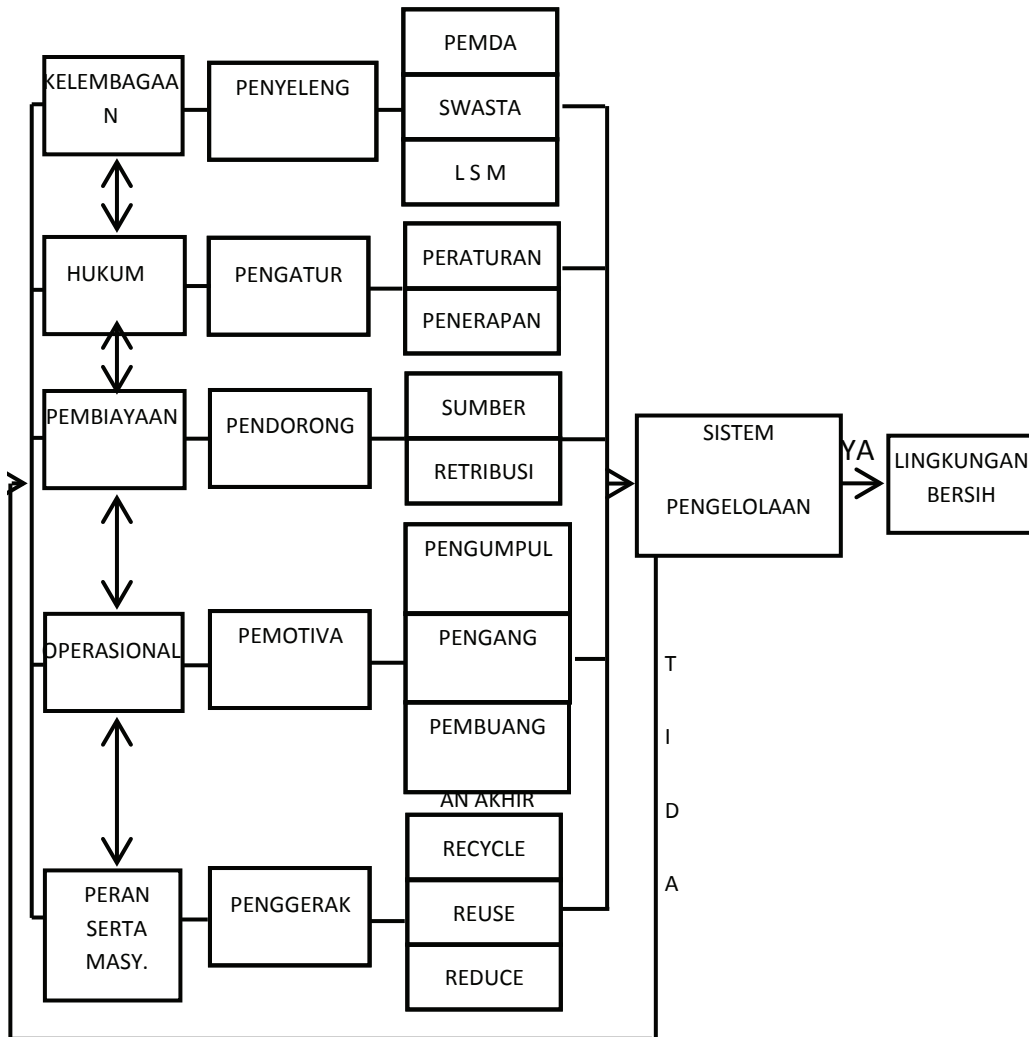 KELEMBAGAA
N
PENYELENG
PEMDA
SWASTA
L S M
HUKUM
PENGATUR
PERATURAN
PENERAPAN
PEMBIAYAAN
PENDORONG
SUMBER
RETRIBUSI
OPERASIONAL
PEMOTIVA
PENGUMPUL
PENGANG
PEMBUANG
AN AKHIR
PERAN
SERTA
MASY.
PENGGERAK
RECYCLE
REUSE
REDUCE
SISTEM
PENGELOLAAN
YA
LINGKUNGAN
BERSIH
T
I
D
A